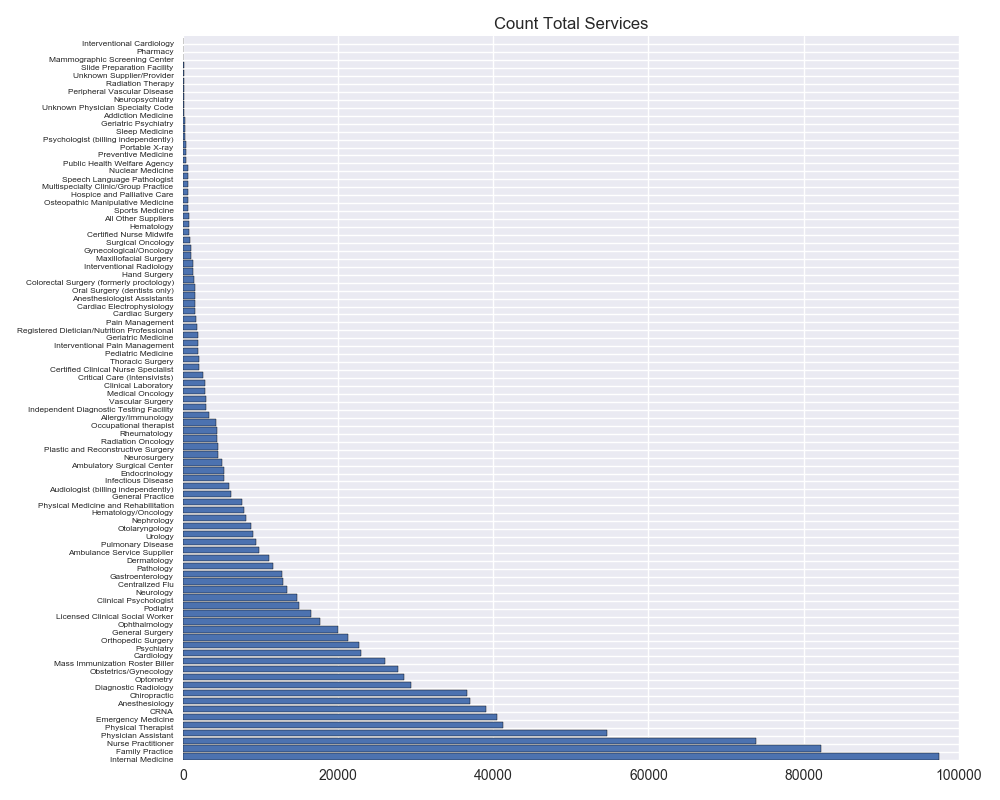 Count Total Services
Interventional Cardiology
Pharmacy
Mammographic Screening Center
Slide Preparation Facility
Unknown Supplier/Provider
Radiation Therapy
Peripheral Vascular Disease
Neuropsychiatry
Unknown Physician Specialty Code
Addiction Medicine
Geriatric Psychiatry
Sleep Medicine
Psychologist (billing independently)
Portable X-ray
Preventive Medicine
Public Health Welfare Agency
Nuclear Medicine
Speech Language Pathologist
Multispecialty Clinic/Group Practice
Hospice and Palliative Care
Osteopathic Manipulative Medicine
Sports Medicine
All Other Suppliers
Hematology
Certified Nurse Midwife
Surgical Oncology
Gynecological/Oncology
Maxillofacial Surgery
Interventional Radiology
Hand Surgery
Colorectal Surgery (formerly proctology)
Oral Surgery (dentists only)
Anesthesiologist Assistants
Cardiac Electrophysiology
Cardiac Surgery
Pain Management
Registered Dietician/Nutrition Professional
Geriatric Medicine
Interventional Pain Management
Pediatric Medicine
Thoracic Surgery
Certified Clinical Nurse Specialist
Critical Care (Intensivists)
Clinical Laboratory
Medical Oncology
Vascular Surgery
Independent Diagnostic Testing Facility
Allergy/Immunology
Occupational therapist
Rheumatology
Radiation Oncology
Plastic and Reconstructive Surgery
Neurosurgery
Ambulatory Surgical Center
Endocrinology
Infectious Disease
Audiologist (billing independently)
General Practice
Physical Medicine and Rehabilitation
Hematology/Oncology
Nephrology
Otolaryngology
Urology
Pulmonary Disease
Ambulance Service Supplier
Dermatology
Pathology
Gastroenterology
Centralized Flu
Neurology
Clinical Psychologist
Podiatry
Licensed Clinical Social Worker
Ophthalmology
General Surgery
Orthopedic Surgery
Psychiatry
Cardiology
Mass Immunization Roster Biller
Obstetrics/Gynecology
Optometry
Diagnostic Radiology
Chiropractic
Anesthesiology
CRNA
Emergency Medicine
Physical Therapist
Physician Assistant
Nurse Practitioner
Family Practice
Internal Medicine
0 20000 40000 60000 80000 100000